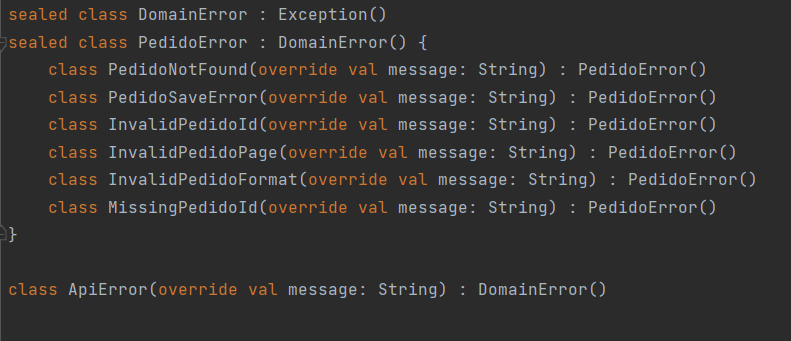 sealed class DomainError : Exception()
sealed class PedidoError : DomainError() {
    class PedidoNotFound(override val message: String) : PedidoError()
    class PedidoSaveError(override val message: String) : PedidoError()
    class InvalidPedidoId(override val message: String) : PedidoError()
    class InvalidPedidoPage(override val message: String) : PedidoError()
    class InvalidPedidoFormat(override val message: String) : PedidoError()
    class MissingPedidoId(override val message: String) : PedidoError()
}
class ApiError(override val message: String) : DomainError()